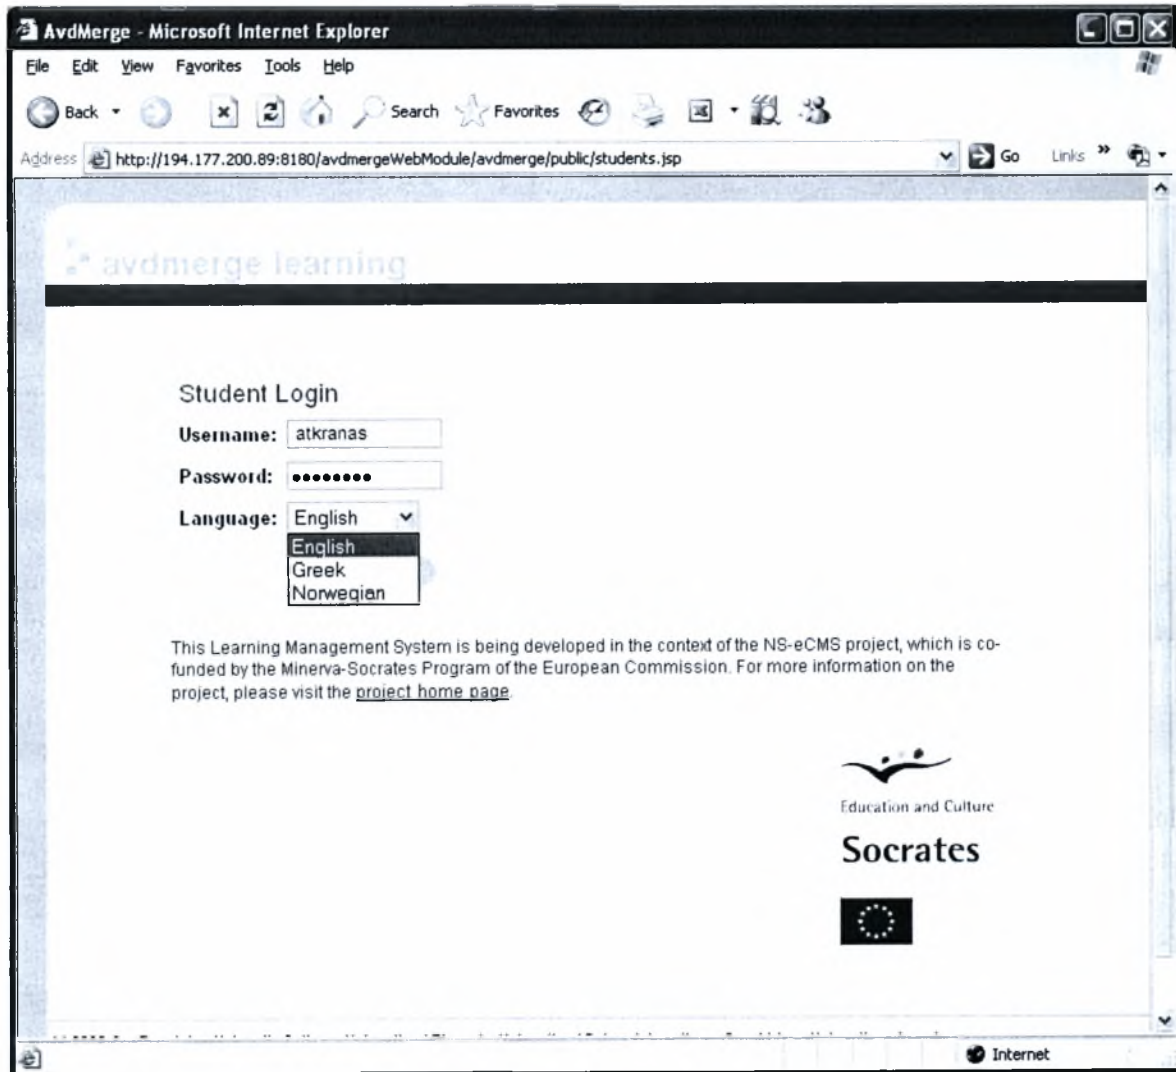 AvdMerge - Microsoft Internet Explorer
File Edit View Favorites Tools Help
Back Search Favorites
Address http://194.177.200.89:8180/avdmergeWebModule/avdmerge/public/students.jsp Go Links »
avdmerge learning
Student Login
Username: atkranas
Password: ••••••••
Language: English
English
Greek
Norwegian
This Learning Management System is being developed in the context of the NS-eCMS project, which is co-
funded by the Minerva-Socrates Program of the European Commission. For more information on the
project, please visit the project home page.
Education and Culture
Socrates
Internet